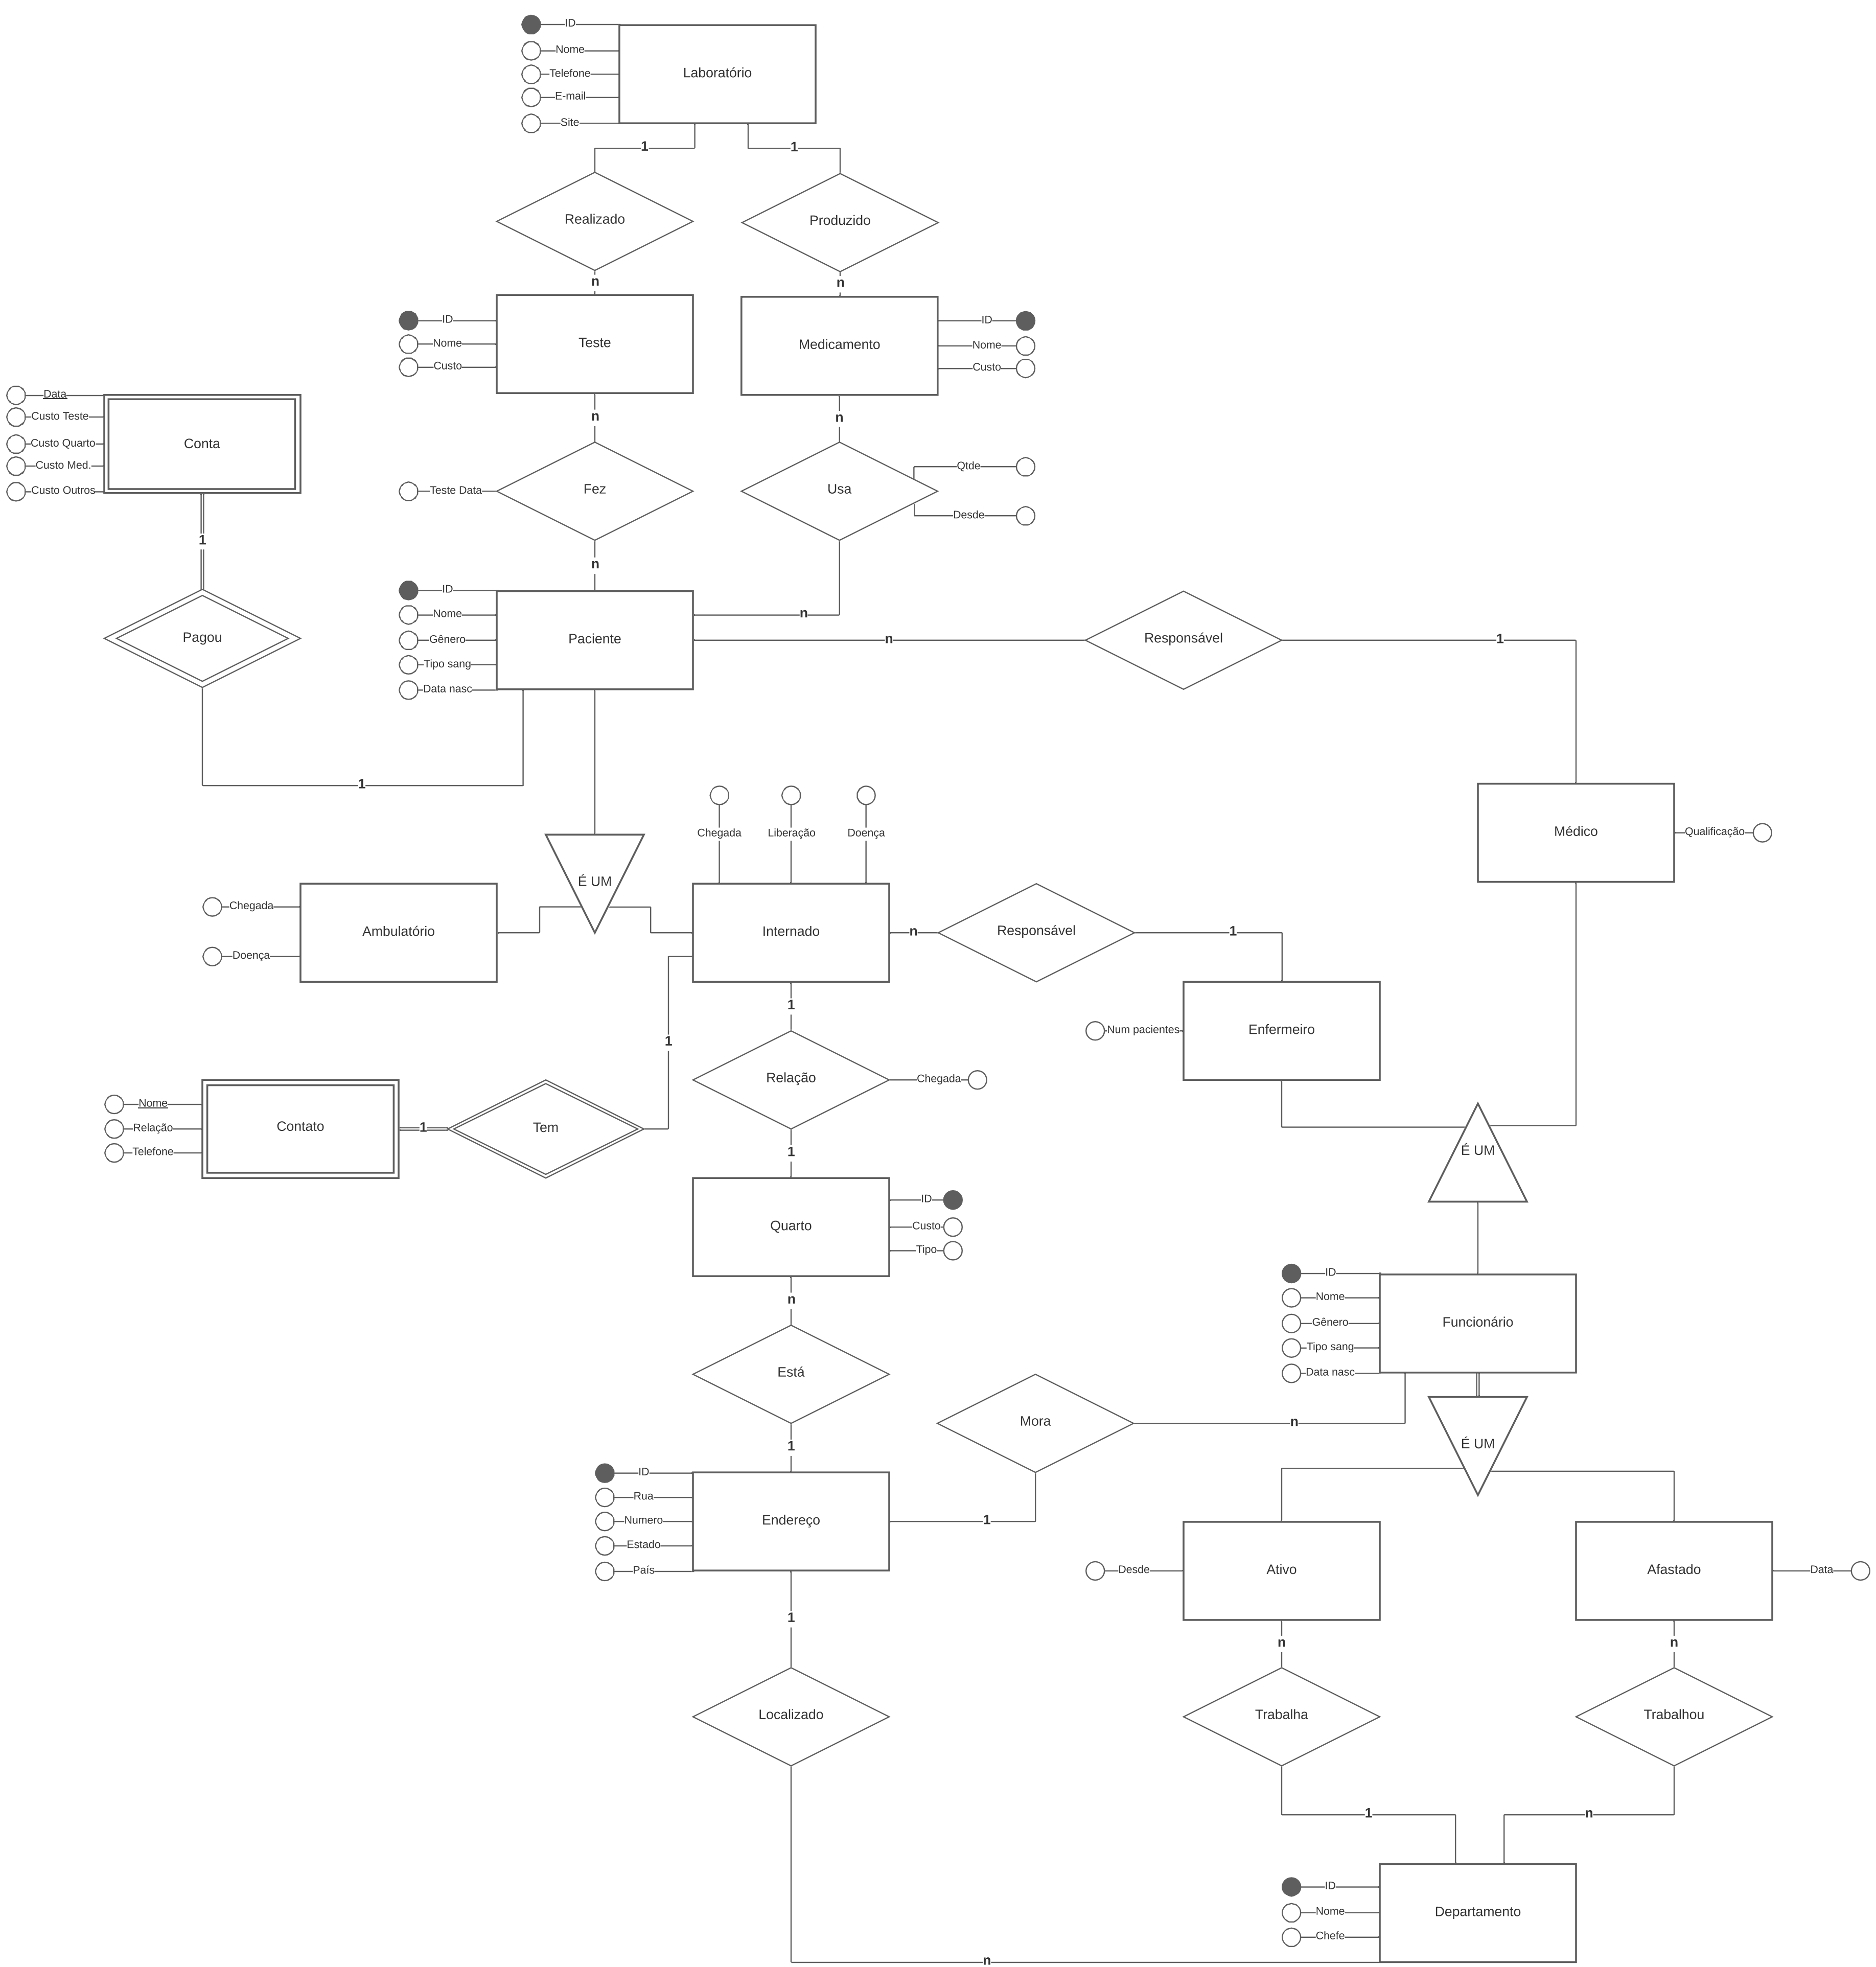 ID
Nome
Telefone
E-mail
Site
Laboratório
1
1
Realizado
Produzido
n
n
ID
Nome
Custo
Teste
Medicamento
ID
Nome
Custo
Data
Custo Teste
Custo Quarto
Custo Med.
Custo Outros
Conta
n
n
Teste Data
Fez
Usa
Qtde
Desde
1
n
n
Pagou
ID
Nome
Gênero
Tipo sang
Data nasc
Paciente
n
Responsável
1
1
Chegada
Liberação
Doença
Médico
Qualificação
É UM
Chegada
Doença
Ambulatório
Internado
n
Responsável
1
1
1
Num pacientes
Enfermeiro
Relação
Chegada
Nome
Relação
Telefone
Contato
1
Tem
1
É UM
Quarto
ID
Custo
Tipo
n
ID
Nome
Gênero
Tipo sang
Data nasc
Funcionário
Está
Mora
n
É UM
1
ID
Rua
Numero
Estado
País
Endereço
1
Desde
Ativo
Afastado
Data
1
n
n
Localizado
Trabalha
Trabalhou
1
n
ID
Nome
Chefe
Departamento
n